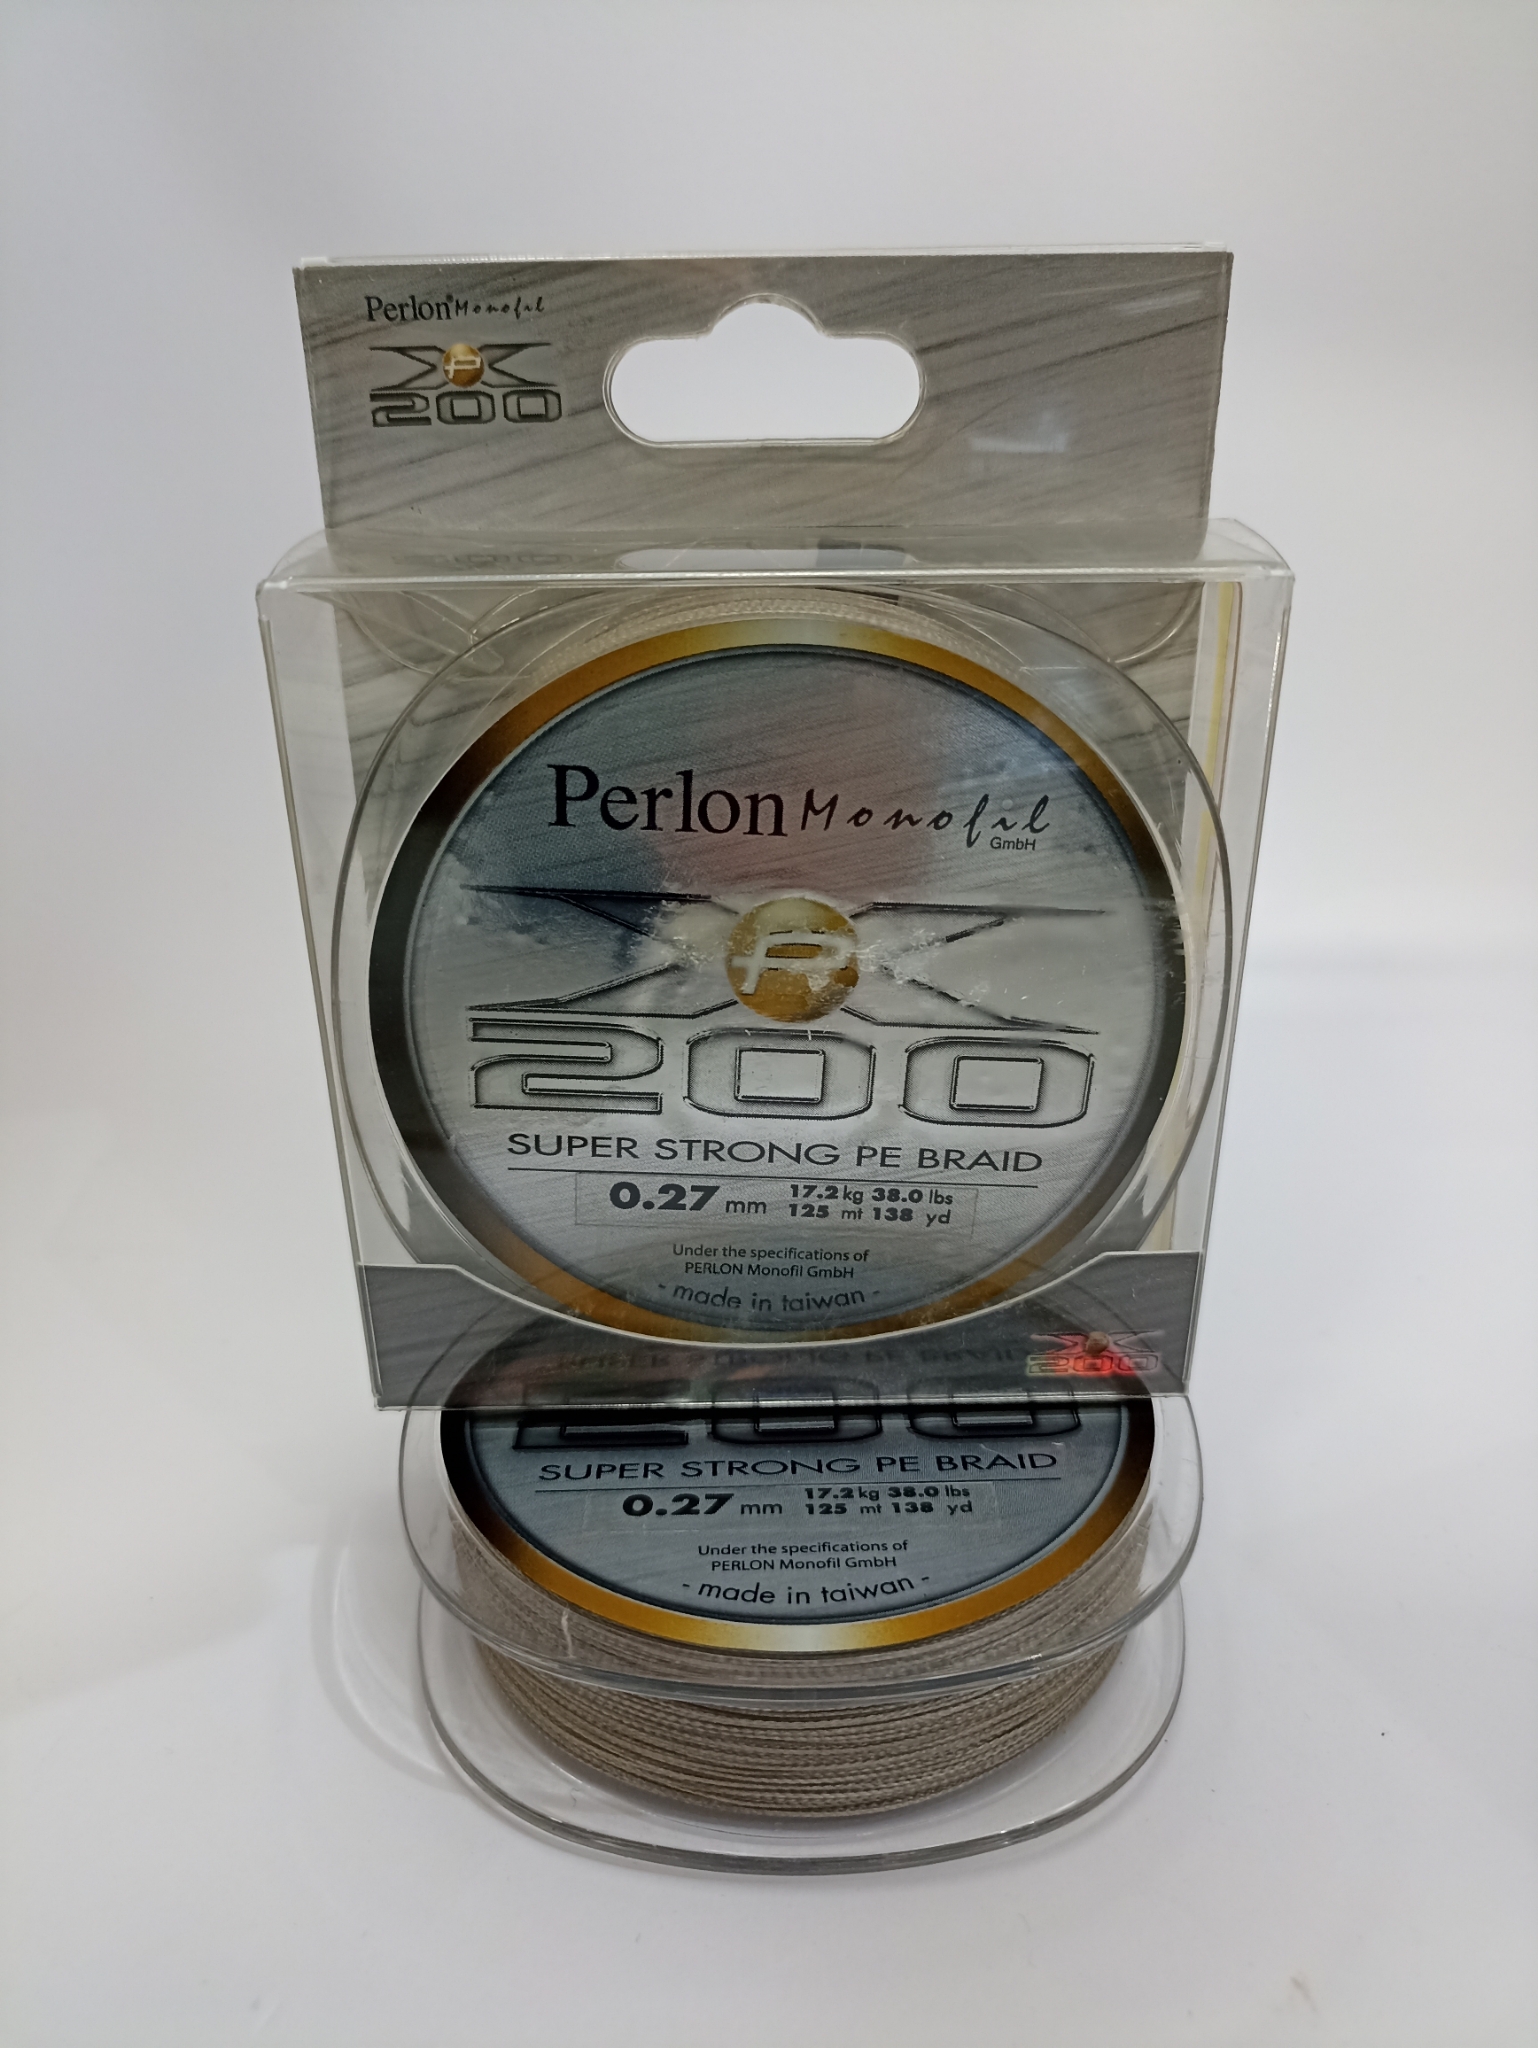 Perlon® Monofil
X
200
Perlon Monofil
GmbH
X
200
SUPER STRONG PE BRAID
0.27 mm 17.2 kg 38.0 lbs
125 mt 138 yd
Under the specifications of
PERLON Monofil GmbH
- made in taiwan -
X
200
200
SUPER STRONG PE BRAID
0.27 mm 17.2 kg 38.0 lbs
125 mt 138 yd
Under the specifications of
PERLON Monofil GmbH
- made in taiwan -